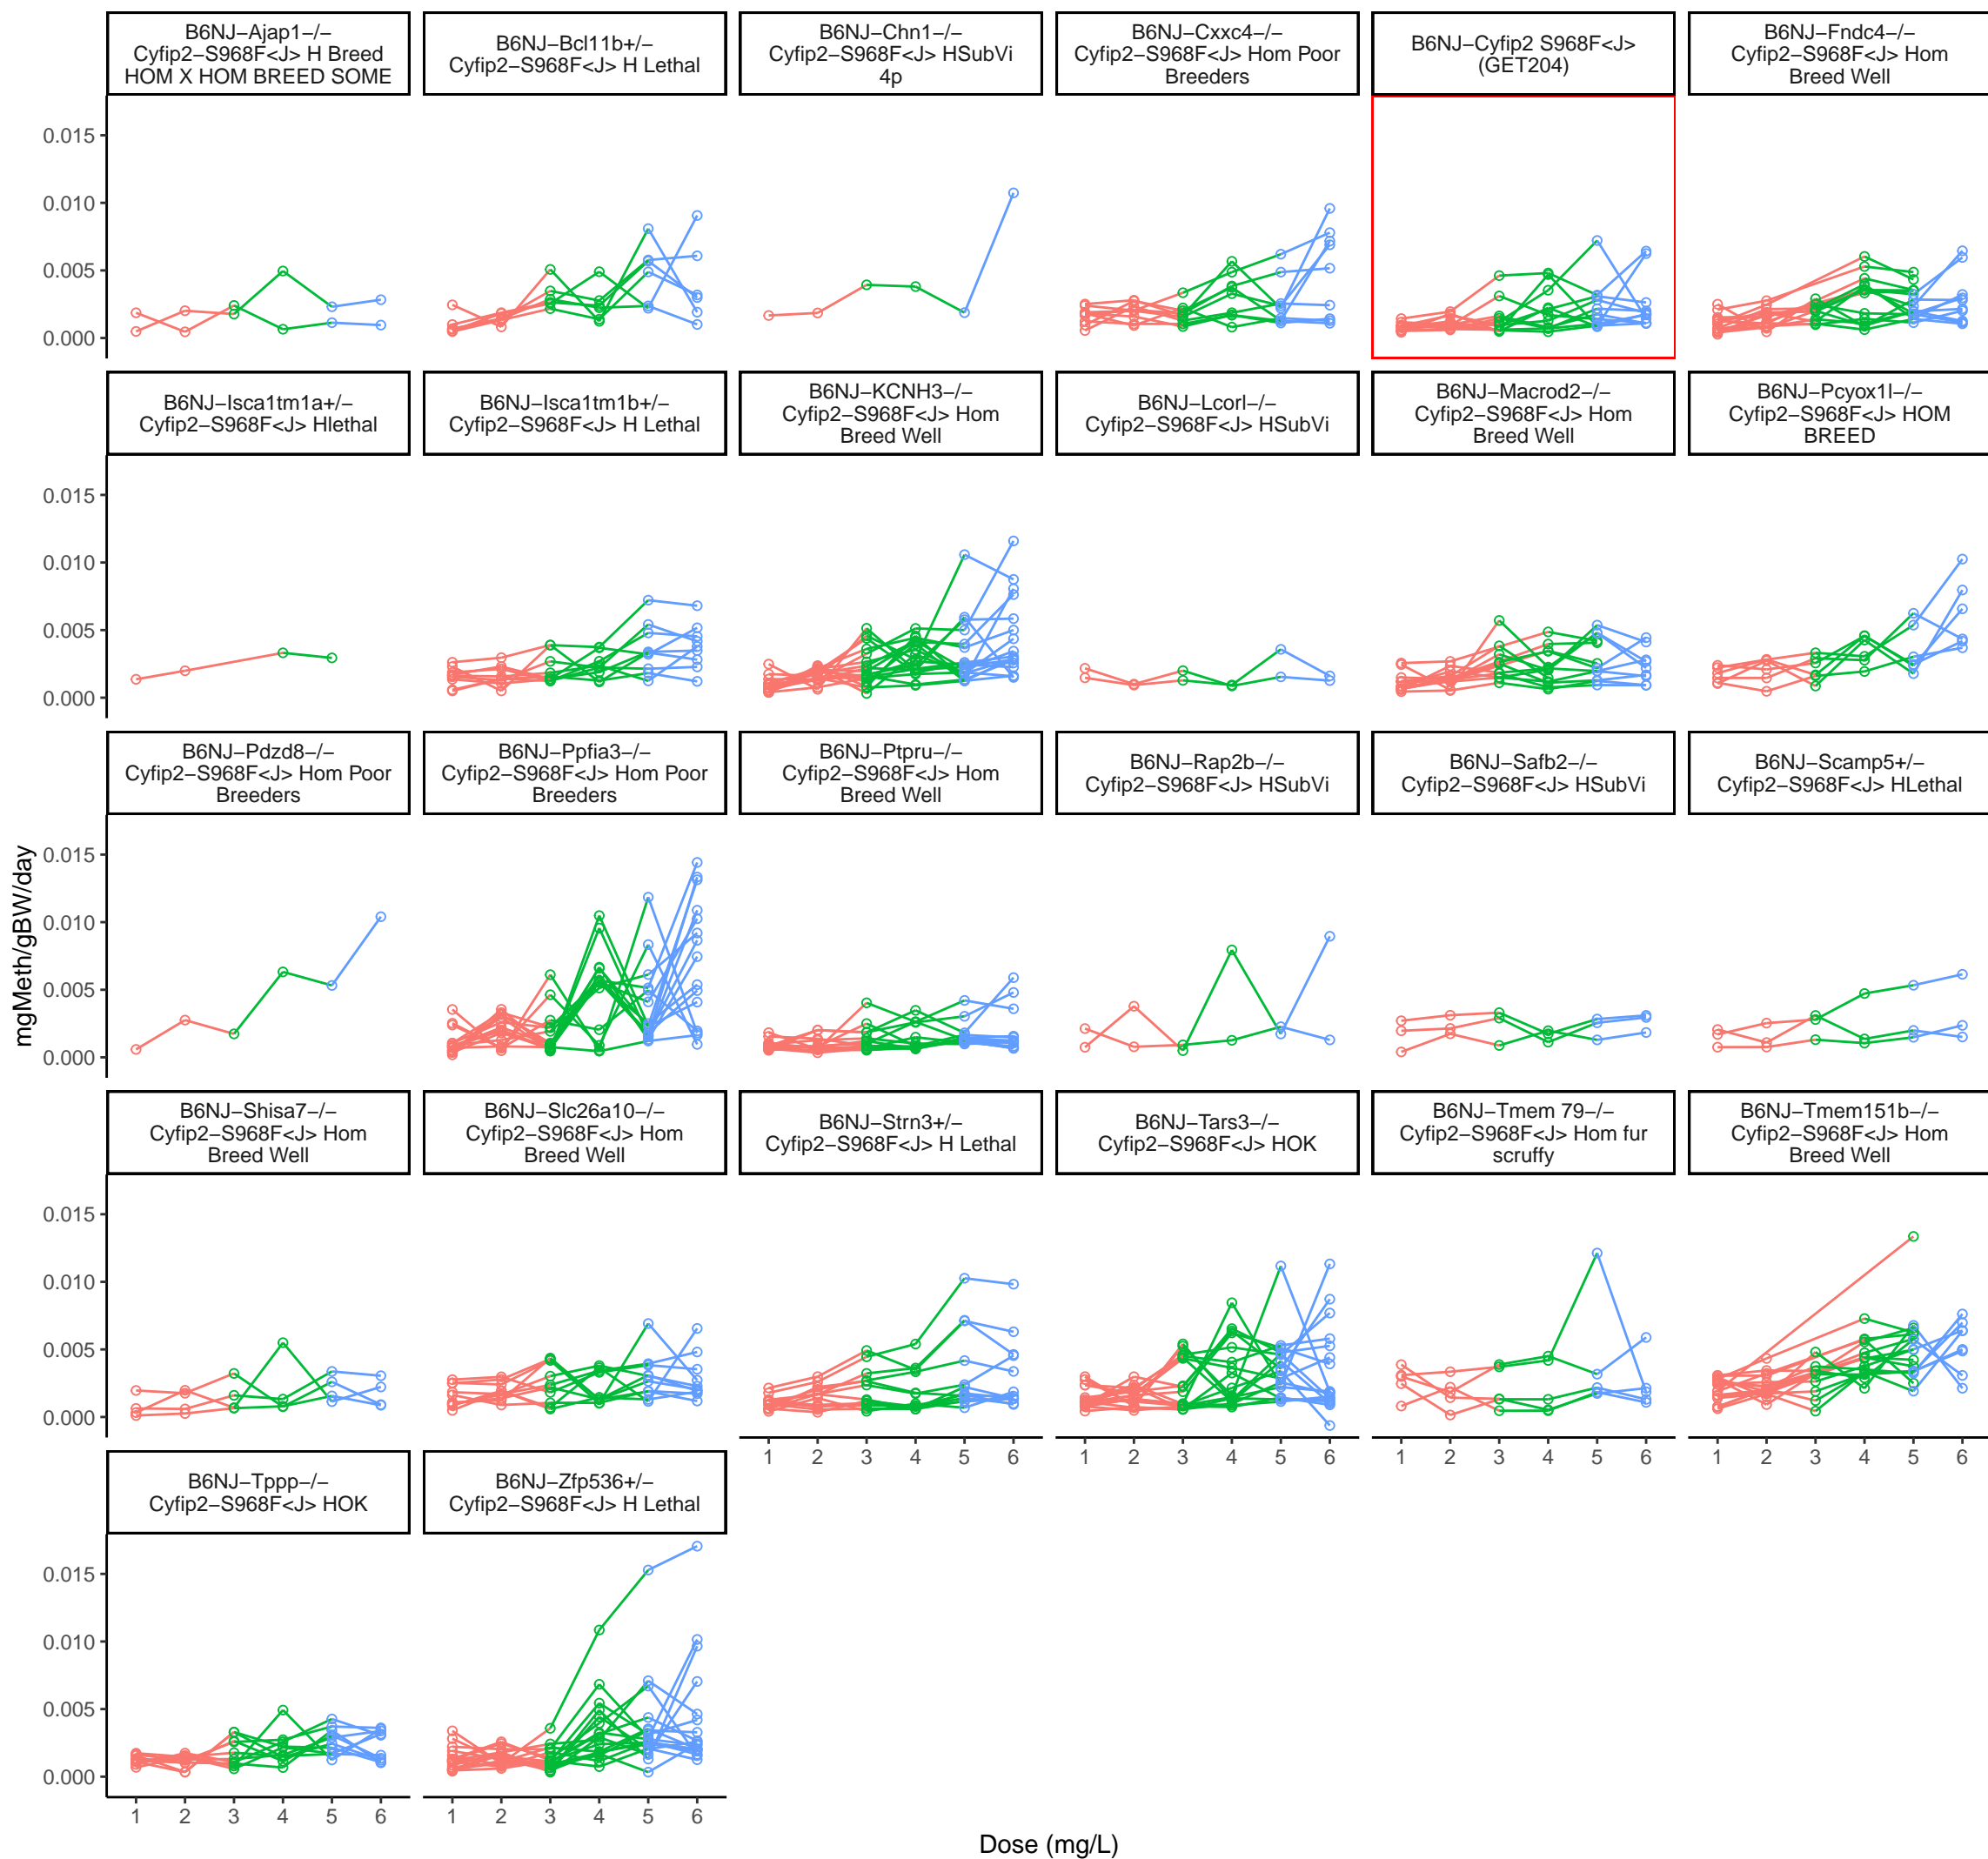 B6NJ−Ajap1−/−
Cyfip2−S968F<J> H Breed
HOM X HOM BREED SOME
B6NJ−Bcl11b+/−
Cyfip2−S968F<J> H Lethal
B6NJ−Chn1−/−
Cyfip2−S968F<J> HSubVi
4p
B6NJ−Cxxc4−/−
Cyfip2−S968F<J> Hom Poor
Breeders
B6NJ−Cyfip2 S968F<J>
(GET204)
B6NJ−Fndc4−/−
Cyfip2−S968F<J> Hom
Breed Well
0.015
0.010
0.005
0.000
B6NJ−Isca1tm1a+/−
Cyfip2−S968F<J> Hlethal
B6NJ−Isca1tm1b+/−
Cyfip2−S968F<J> H Lethal
B6NJ−KCNH3−/−
Cyfip2−S968F<J> Hom
Breed Well
B6NJ−Lcorl−/−
Cyfip2−S968F<J> HSubVi
B6NJ−Macrod2−/−
Cyfip2−S968F<J> Hom
Breed Well
B6NJ−Pcyox1l−/−
Cyfip2−S968F<J> HOM
BREED
0.015
0.010
0.005
0.000
B6NJ−Pdzd8−/−
Cyfip2−S968F<J> Hom Poor
Breeders
B6NJ−Ppfia3−/−
Cyfip2−S968F<J> Hom Poor
Breeders
B6NJ−Ptpru−/−
Cyfip2−S968F<J> Hom
Breed Well
B6NJ−Rap2b−/−
Cyfip2−S968F<J> HSubVi
B6NJ−Safb2−/−
Cyfip2−S968F<J> HSubVi
B6NJ−Scamp5+/−
Cyfip2−S968F<J> HLethal
mgMeth/gBW/day
0.015
0.010
0.005
0.000
B6NJ−Shisa7−/−
Cyfip2−S968F<J> Hom
Breed Well
B6NJ−Slc26a10−/−
Cyfip2−S968F<J> Hom
Breed Well
B6NJ−Strn3+/−
Cyfip2−S968F<J> H Lethal
B6NJ−Tars3−/−
Cyfip2−S968F<J> HOK
B6NJ−Tmem 79−/−
Cyfip2−S968F<J> Hom fur
scruffy
B6NJ−Tmem151b−/−
Cyfip2−S968F<J> Hom
Breed Well
0.015
0.010
0.005
0.000
1 2 3 4 5 6
1 2 3 4 5 6
1 2 3 4 5 6
1 2 3 4 5 6
B6NJ−Tppp−/−
Cyfip2−S968F<J> HOK
B6NJ−Zfp536+/−
Cyfip2−S968F<J> H Lethal
0.015
0.010
0.005
0.000
1 2 3 4 5 6
1 2 3 4 5 6
Dose (mg/L)